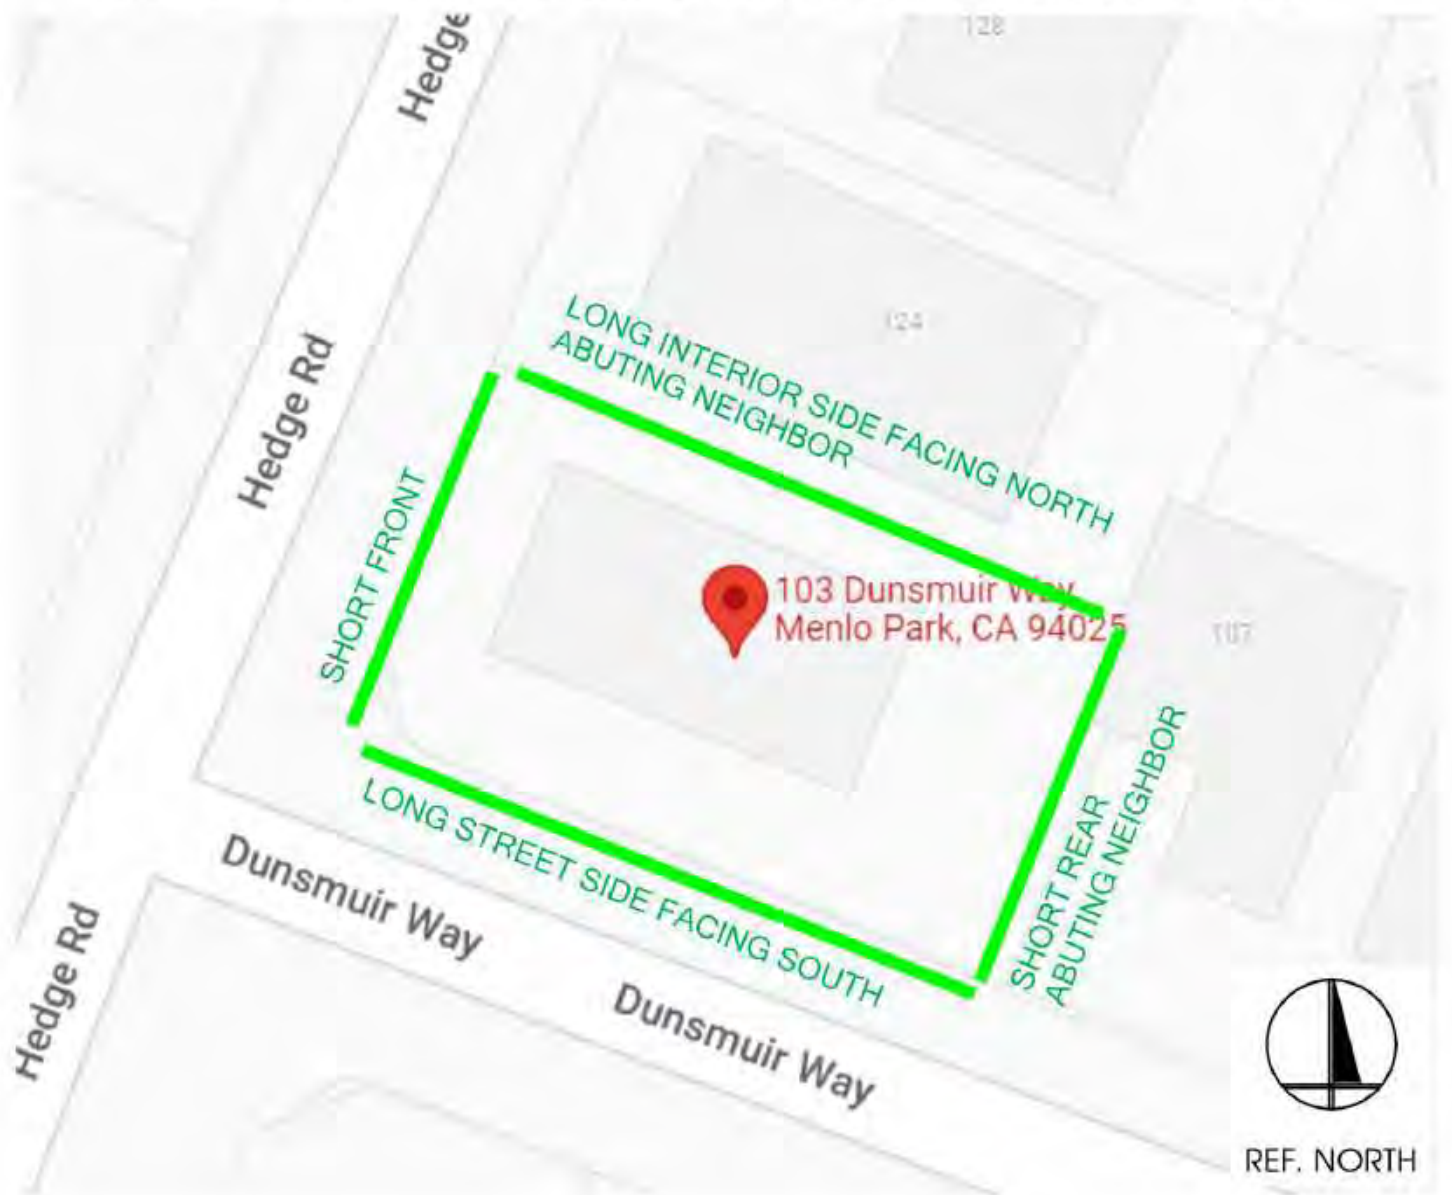 128
Hedge
124
LONG INTERIOR SIDE FACING NORTH
ABUTING NEIGHBOR
Hedge Rd
SHORT FRONT
103 Dunsmuir Way
Menlo Park, CA 94025
107
SHORT REAR
ABUTING NEIGHBOR
LONG STREET SIDE FACING SOUTH
Dunsmuir Way
Dunsmuir Way
Hedge Rd
REF. NORTH